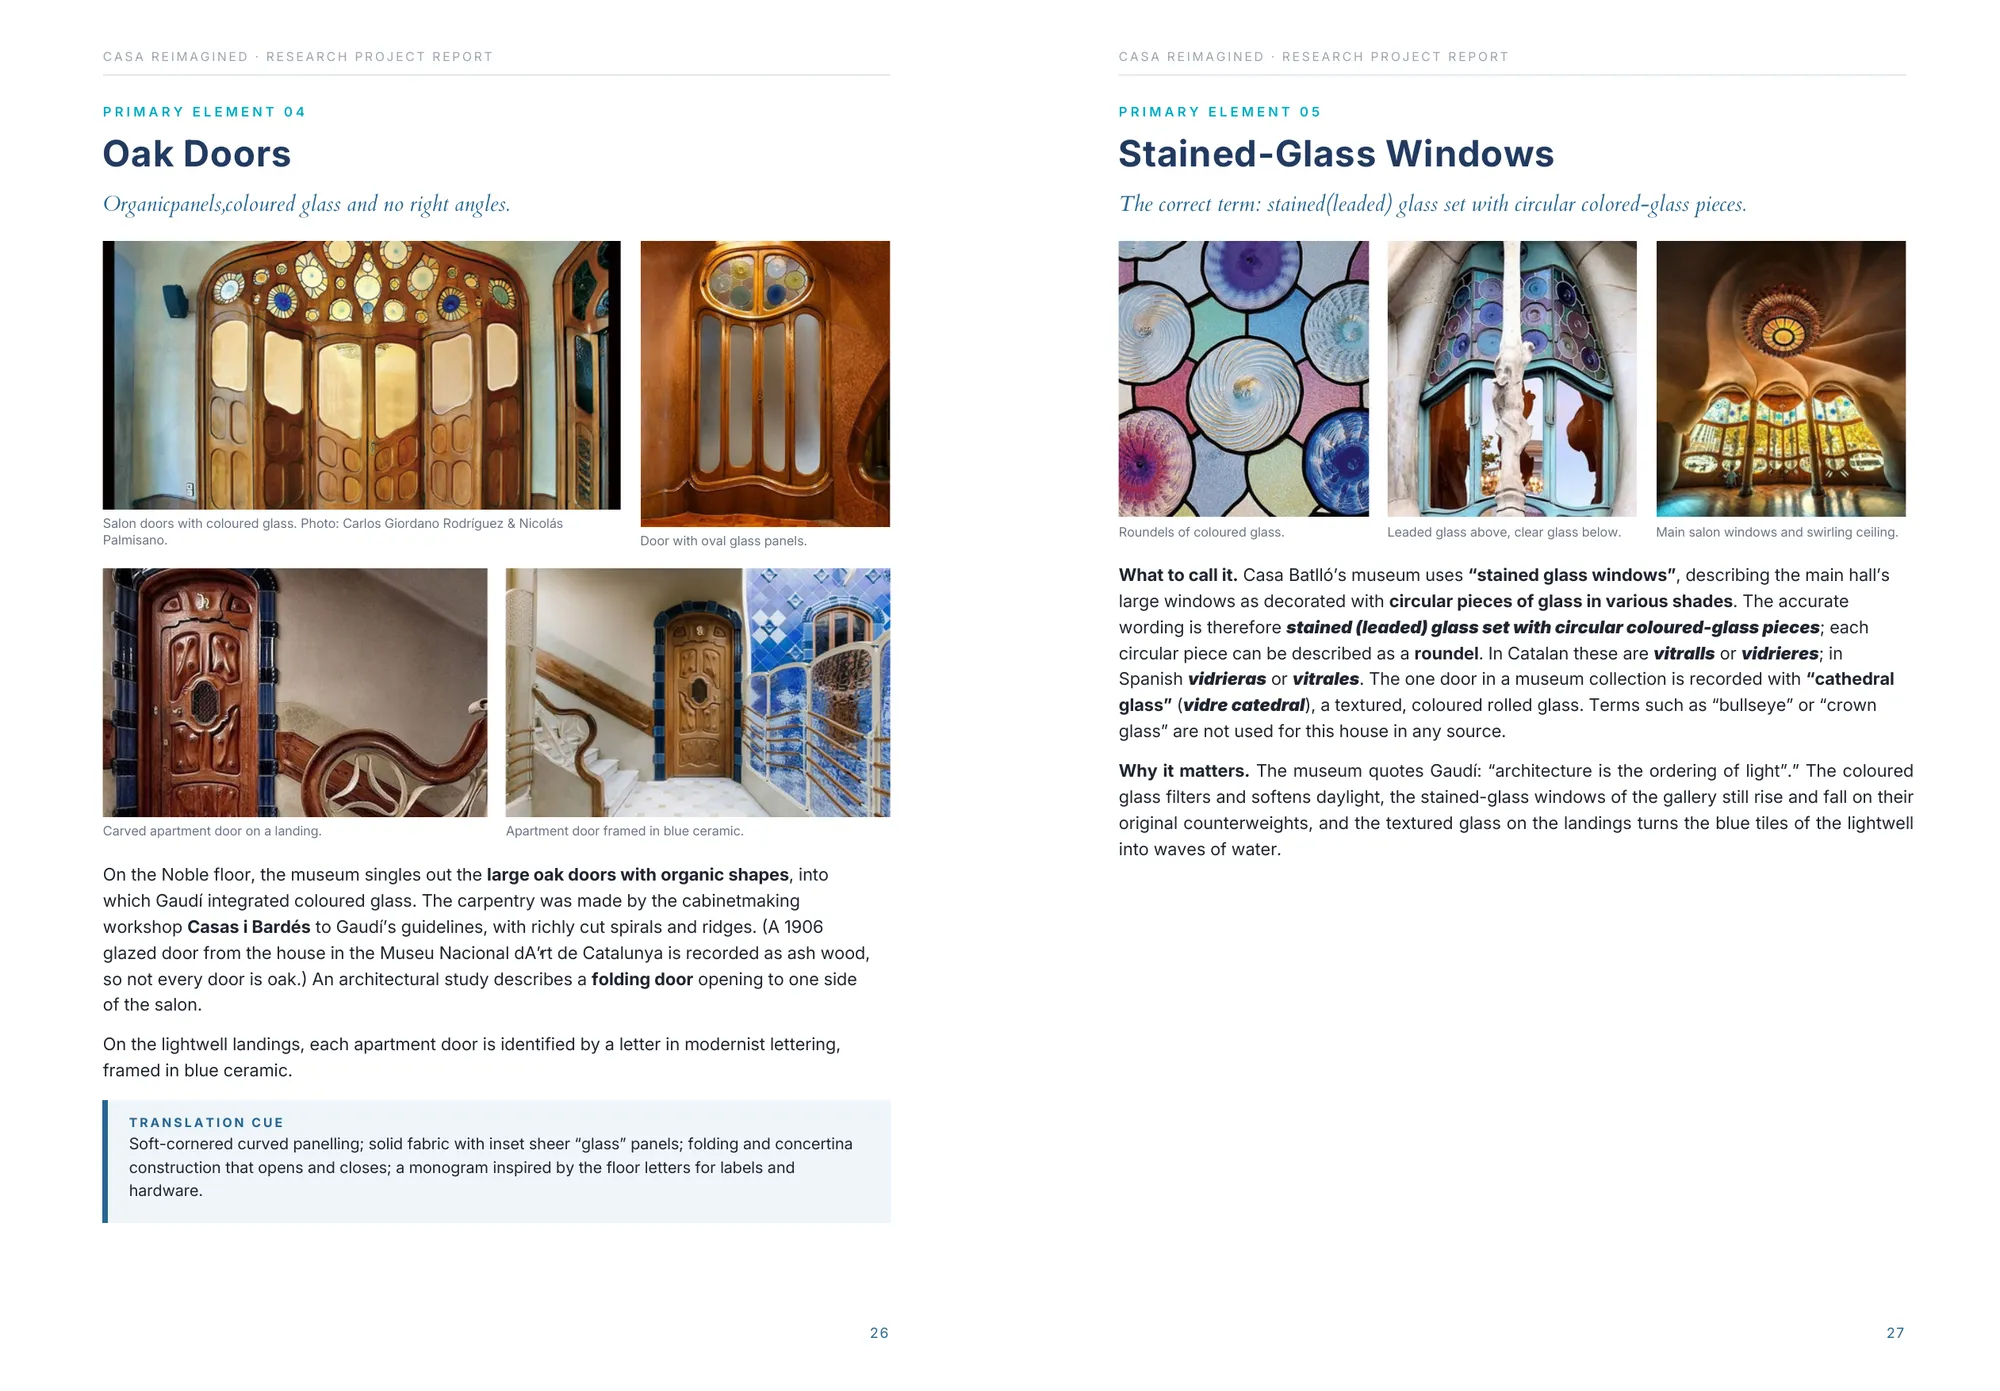 CASA REIMAGINED · RESEARCH PROJECT REPORT
PRIMARY ELEMENT 04
Oak Doors
Organicpanels,coloured glass and no right angles.
Salon doors with coloured glass. Photo: Carlos Giordano Rodríguez & Nicolás
Palmisano.
Door with oval glass panels.
Carved apartment door on a landing.
Apartment door framed in blue ceramic.
On the Noble floor, the museum singles out the large oak doors with organic shapes, into
which Gaudí integrated coloured glass. The carpentry was made by the cabinetmaking
workshop Casas i Bardés to Gaudí’s guidelines, with richly cut spirals and ridges. (A 1906
glazed door from the house in the Museu Nacional dA’rt de Catalunya is recorded as ash wood,
so not every door is oak.) An architectural study describes a folding door opening to one side
of the salon.
On the lightwell landings, each apartment door is identified by a letter in modernist lettering,
framed in blue ceramic.
TRANSLATION CUE
Soft-cornered curved panelling; solid fabric with inset sheer “glass” panels; folding and concertina
construction that opens and closes; a monogram inspired by the floor letters for labels and
hardware.
26
CASA REIMAGINED · RESEARCH PROJECT REPORT
PRIMARY ELEMENT 05
Stained-Glass Windows
The correct term: stained(leaded) glass set with circular colored-glass pieces.
Roundels of coloured glass.
Leaded glass above, clear glass below.
Main salon windows and swirling ceiling.
What to call it. Casa Batlló’s museum uses “stained glass windows”, describing the main hall’s
large windows as decorated with circular pieces of glass in various shades. The accurate
wording is therefore stained (leaded) glass set with circular coloured-glass pieces; each
circular piece can be described as a roundel. In Catalan these are vitralls or vidrieres; in
Spanish vidrieras or vitrales. The one door in a museum collection is recorded with “cathedral
glass” (vidre catedral), a textured, coloured rolled glass. Terms such as “bullseye” or “crown
glass” are not used for this house in any source.
Why it matters. The museum quotes Gaudí: “architecture is the ordering of light”.” The coloured
glass filters and softens daylight, the stained-glass windows of the gallery still rise and fall on their
original counterweights, and the textured glass on the landings turns the blue tiles of the lightwell
into waves of water.
27